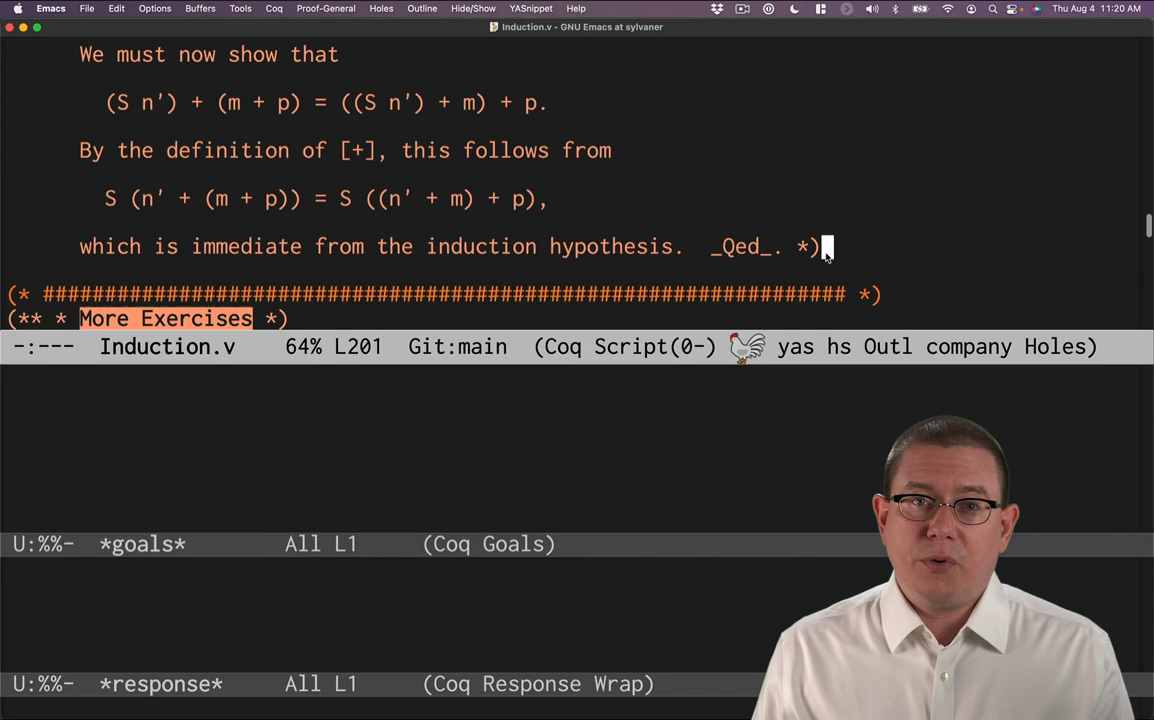 Emacs File Edit Options Buffers Tools Coq Proof-General Holes Outline Hide/Show YASnippet Help Thu Aug 4 11:20 AM
Induction.v - GNU Emacs at sylvaner
We must now show that
(S n') + (m + p) = ((S n') + m) + p.
By the definition of [+], this follows from
S (n' + (m + p)) = S ((n' + m) + p),
which is immediate from the induction hypothesis. _Qed_. *)
(* ################################################################# *)
(** * More Exercises *)
-:--- Induction.v 64% L201 Git:main (Coq Script(0-) yas hs Outl company Holes)
U:%%- *goals* All L1 (Coq Goals)
U:%%- *response* All L1 (Coq Response Wrap)